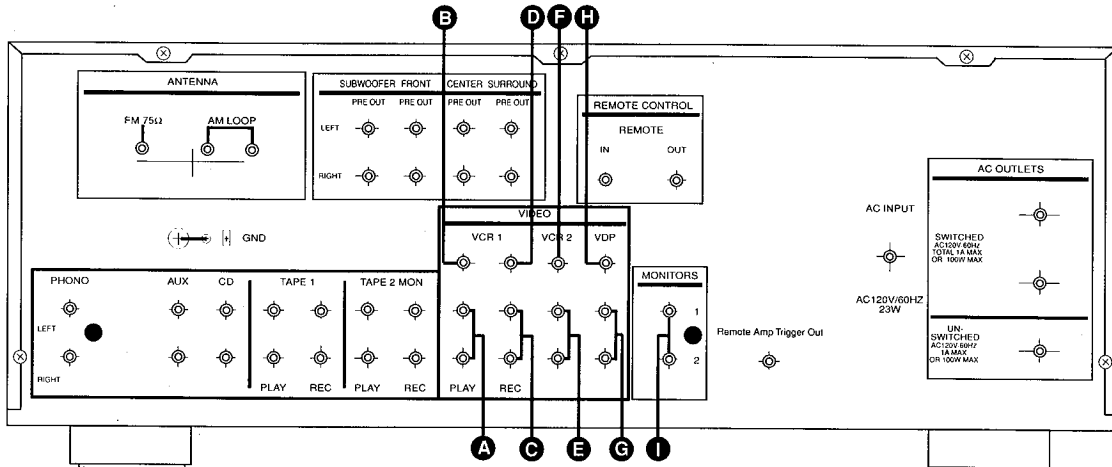 B D F H
ANTENNA
FM 75Ω AM LOOP
SUBWOOFER FRONT CENTER SURROUND
PRE OUT PRE OUT PRE OUT PRE OUT
LEFT
RIGHT
REMOTE CONTROL
REMOTE
IN OUT
AC OUTLETS
SWITCHED
AC120V 60HZ
TOTAL 1A MAX
OR 100W MAX
UN-
SWITCHED
AC120V 60HZ
1A MAX
OR 100W MAX
AC INPUT
AC120V/60HZ
23W
GND
VIDEO
VCR 1 VCR 2 VDP
PLAY REC
MONITORS
1
2
Remote Amp Trigger Out
PHONO AUX CD TAPE 1 TAPE 2 MON
LEFT
RIGHT
PLAY REC PLAY REC
A C E G I